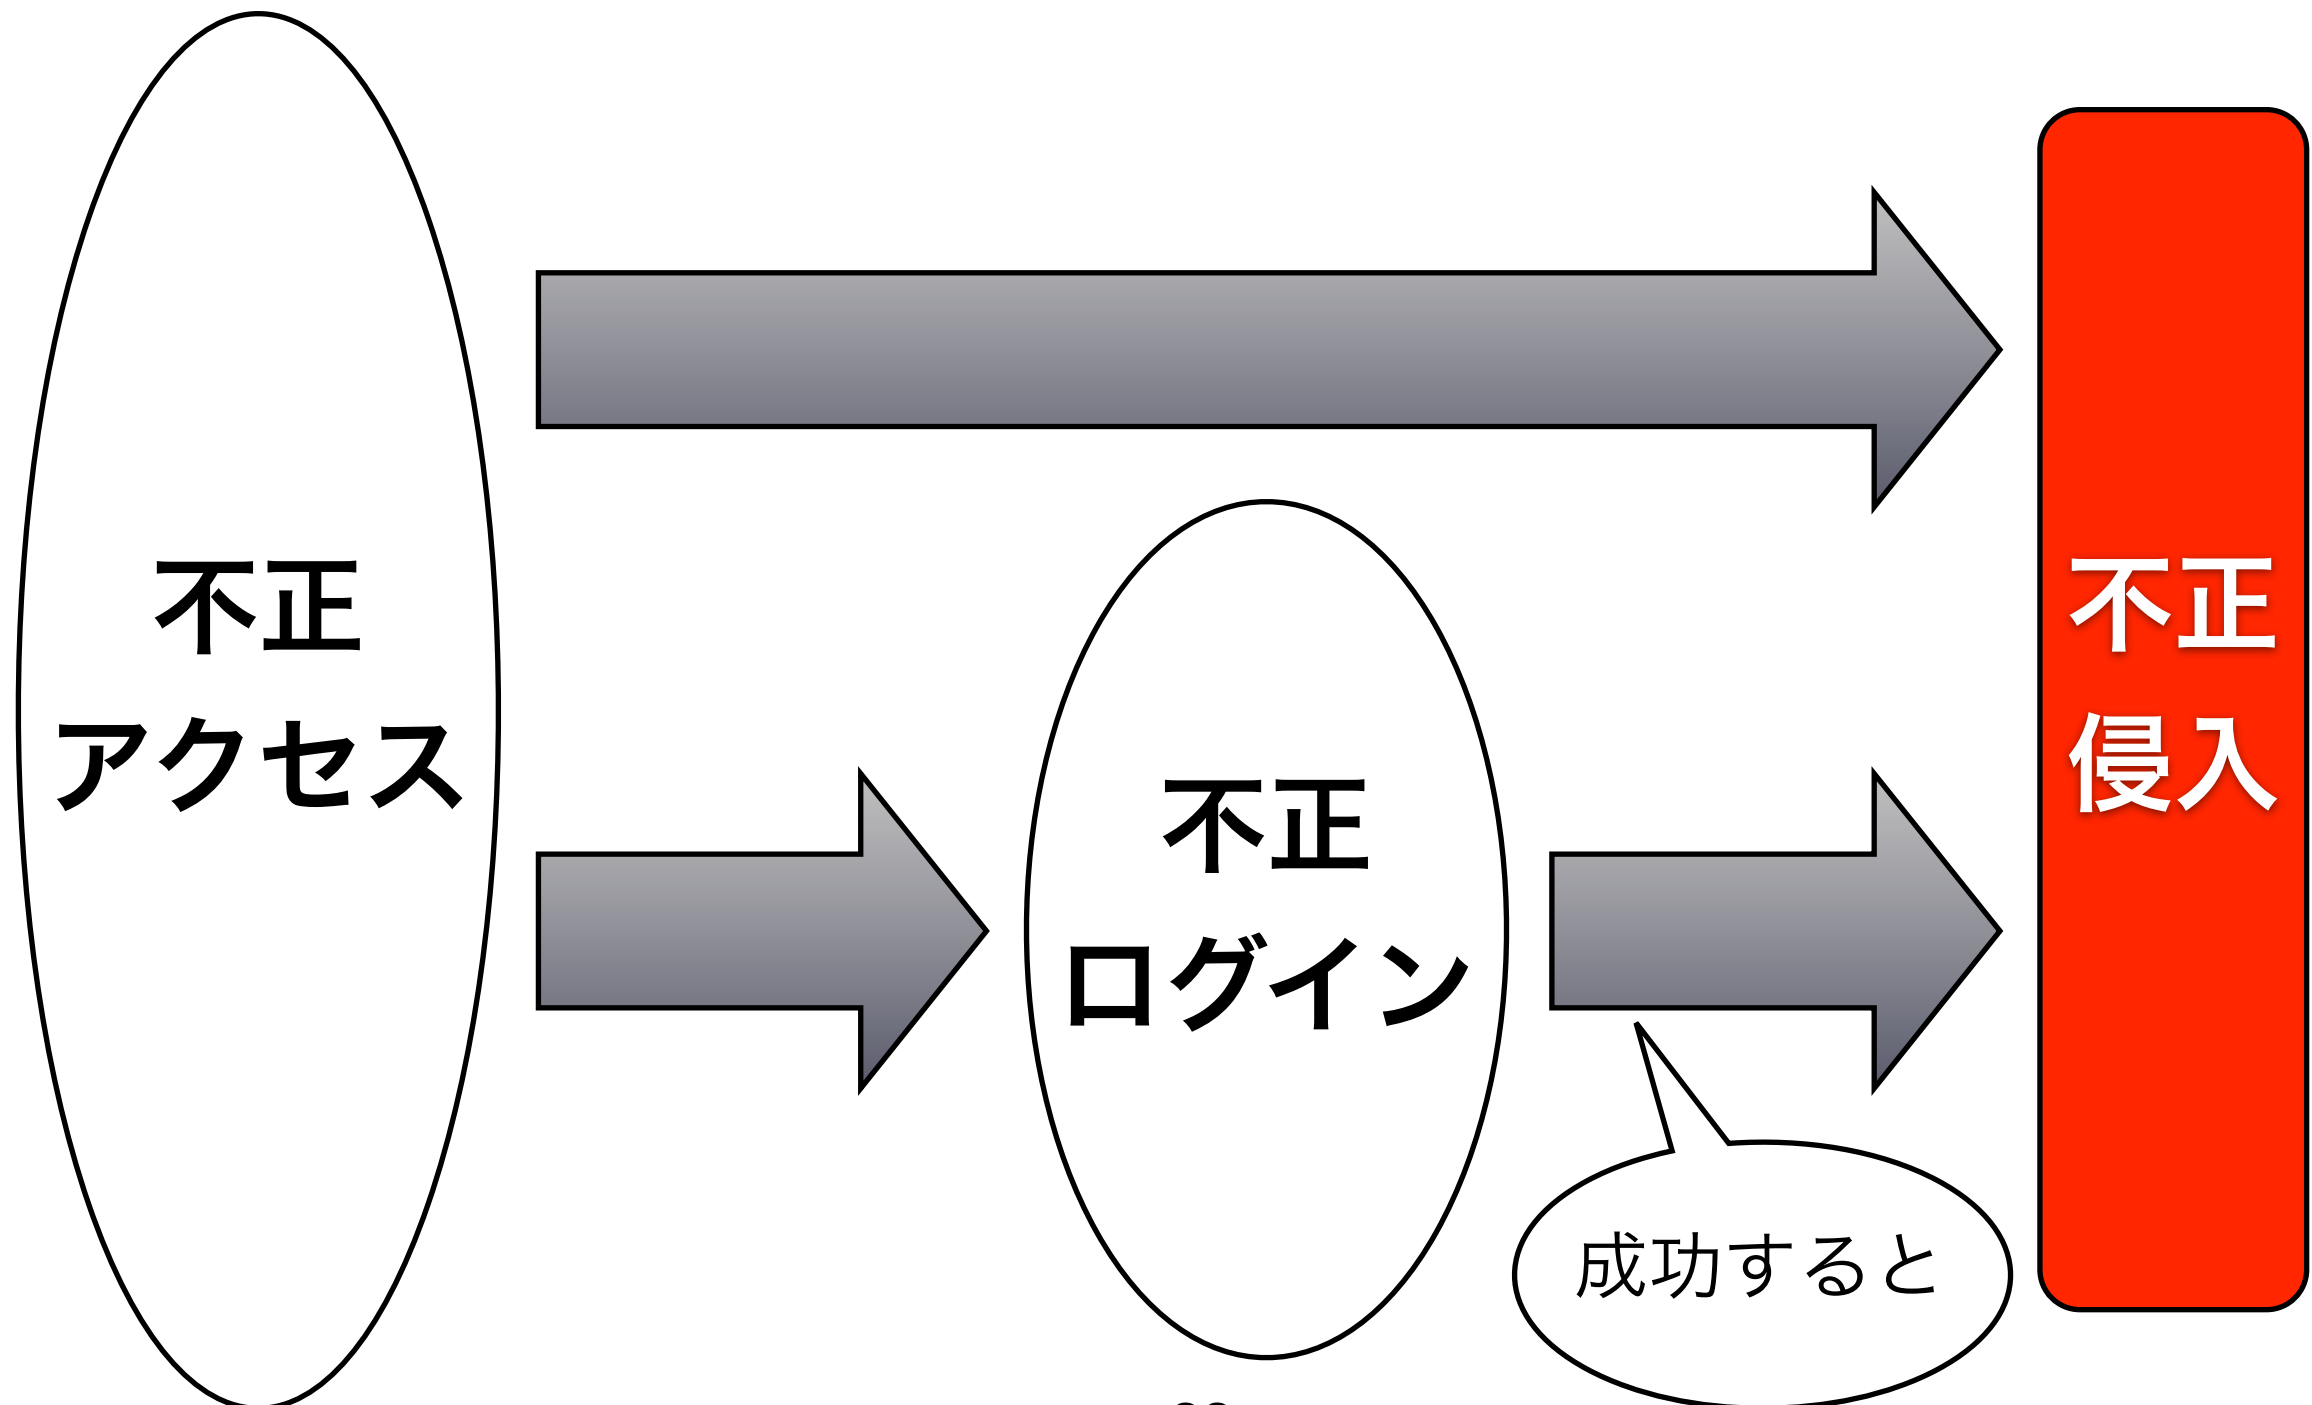 不正
アクセス
不正
ログイン
不正
侵入
成功すると